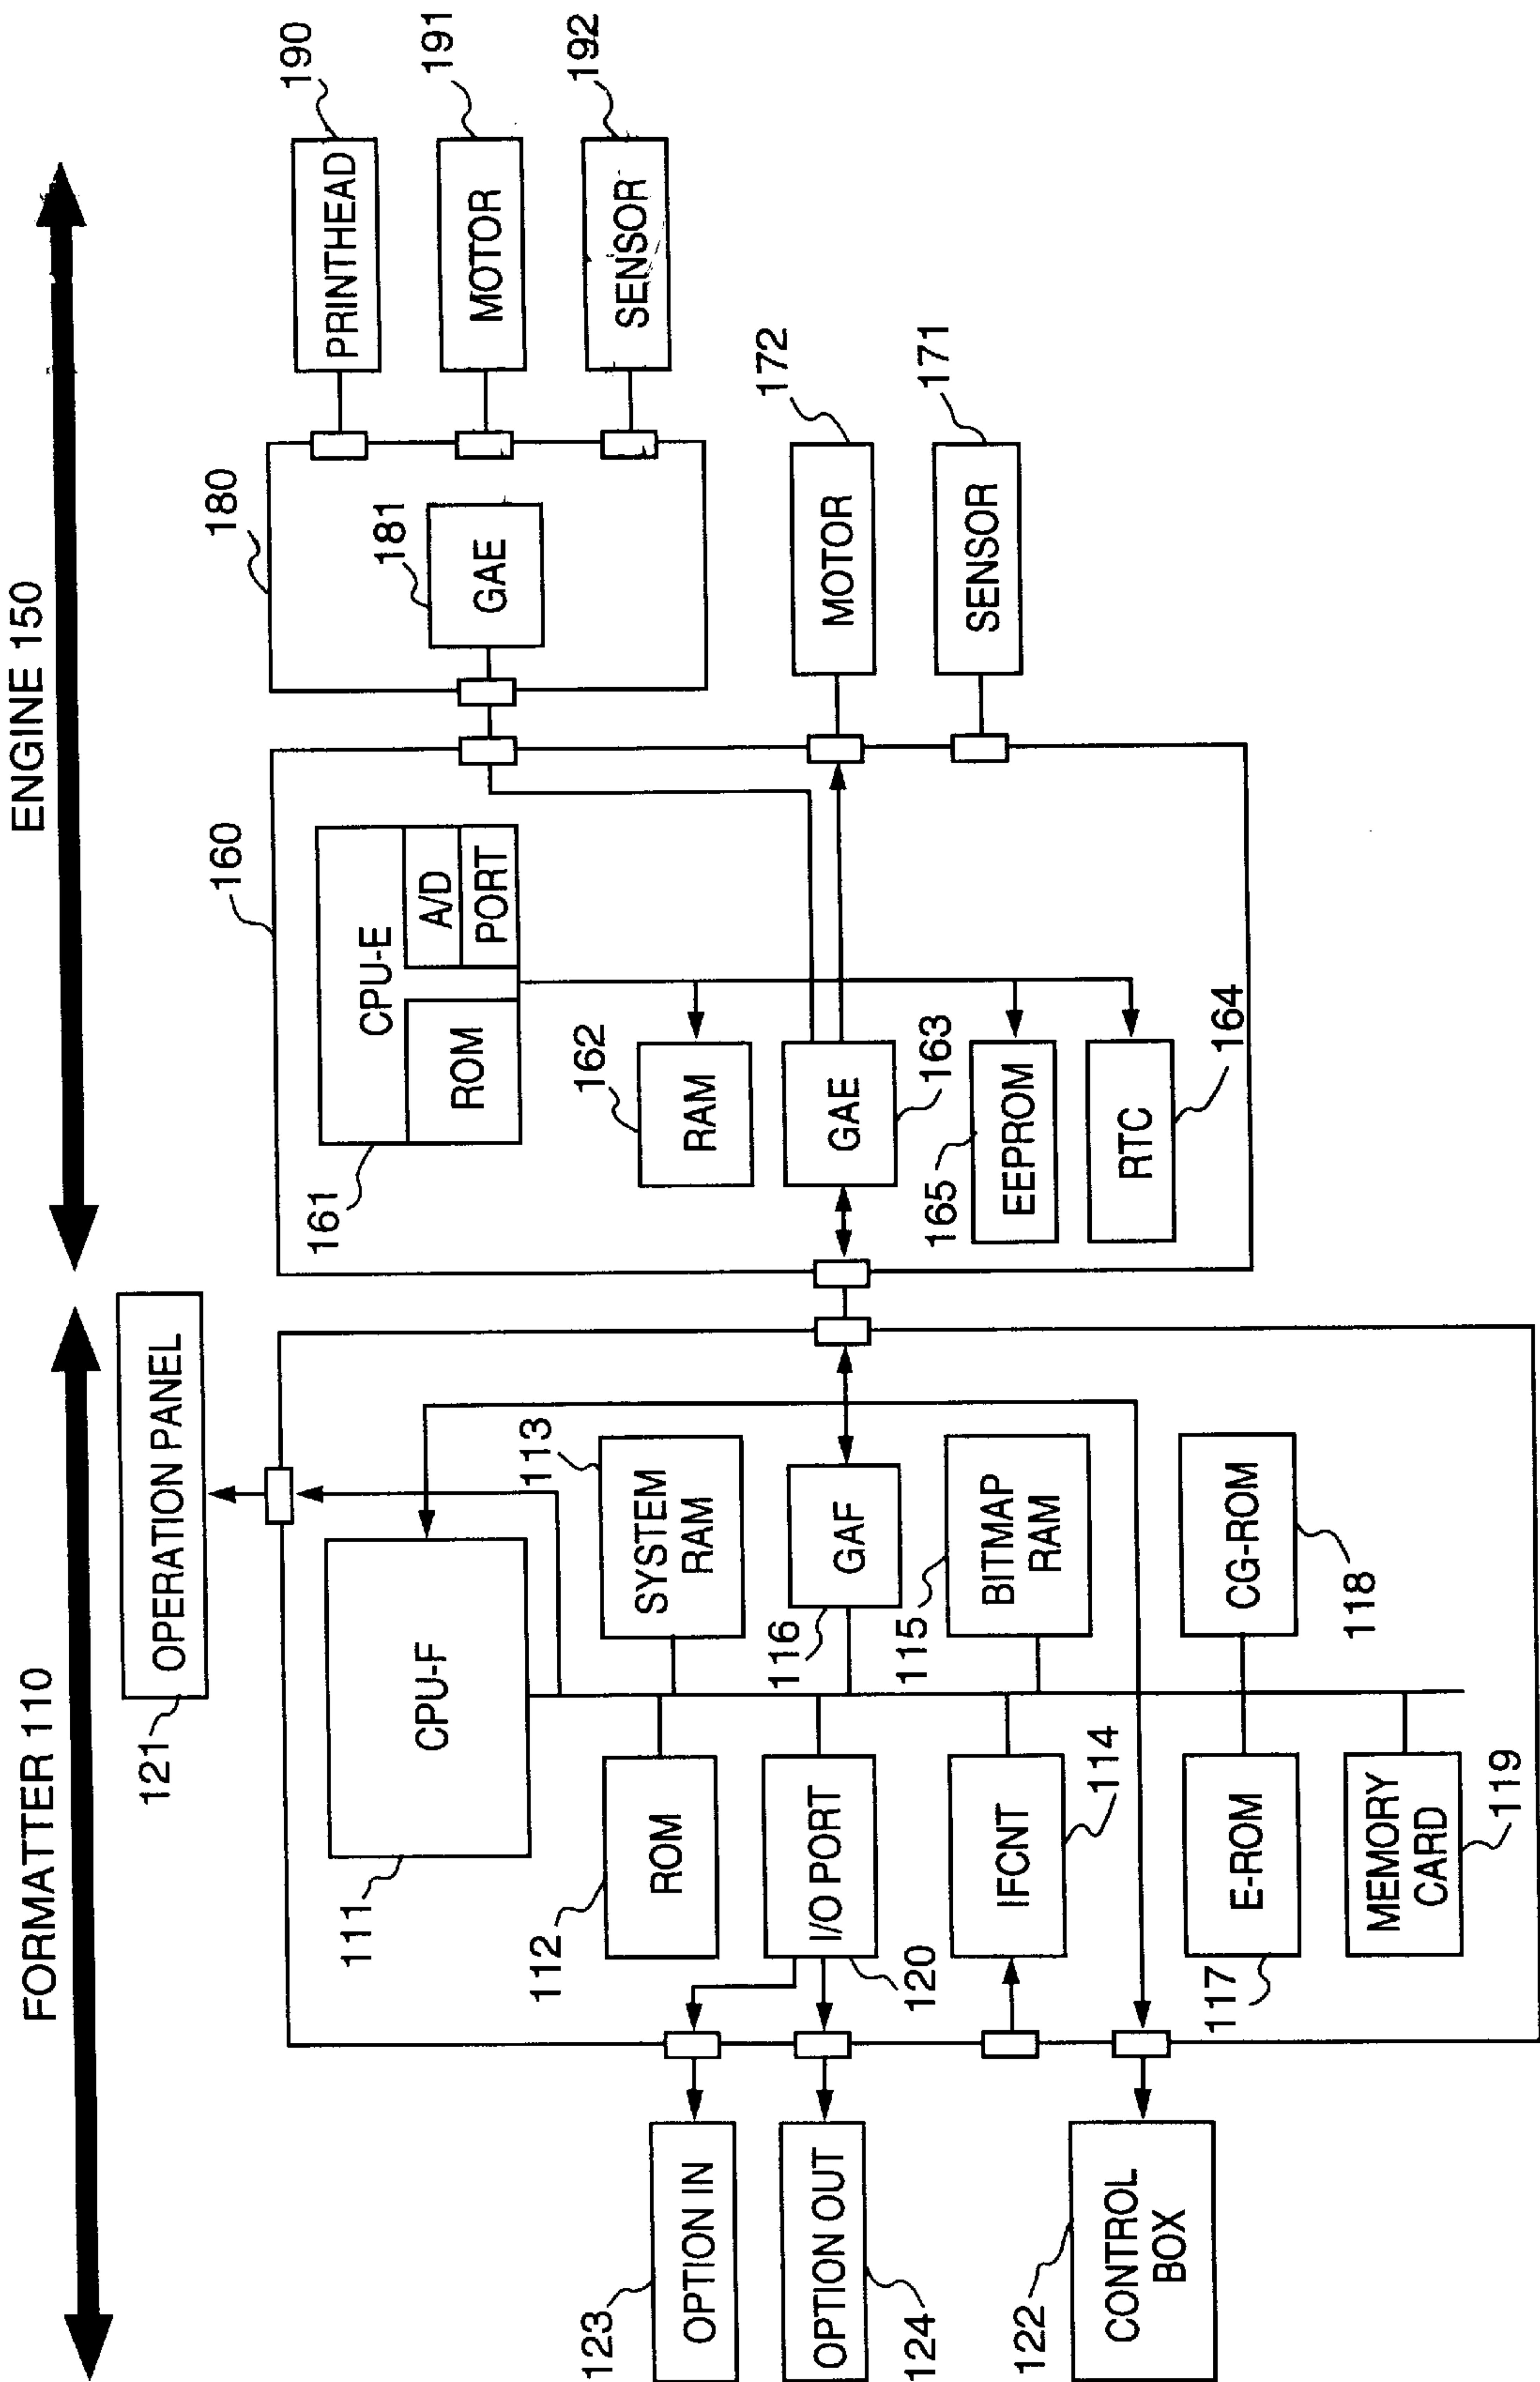 FORMATTER 110
ENGINE 150
121
OPERATION PANEL
111
CPU-F
112
ROM
113
SYSTEM
RAM
I/O PORT
120
116
GAF
IFCNT
114
115
BITMAP
RAM
117
E-ROM
CG-ROM
118
MEMORY
CARD
119
123
OPTION IN
OPTION OUT
124
122
CONTROL
BOX
160
161
CPU-E
ROM
A/D
PORT
162
RAM
GAE
163
165
EEPROM
RTC
164
180
181
GAE
PRINTHEAD
190
MOTOR
191
SENSOR
192
MOTOR
172
SENSOR
171